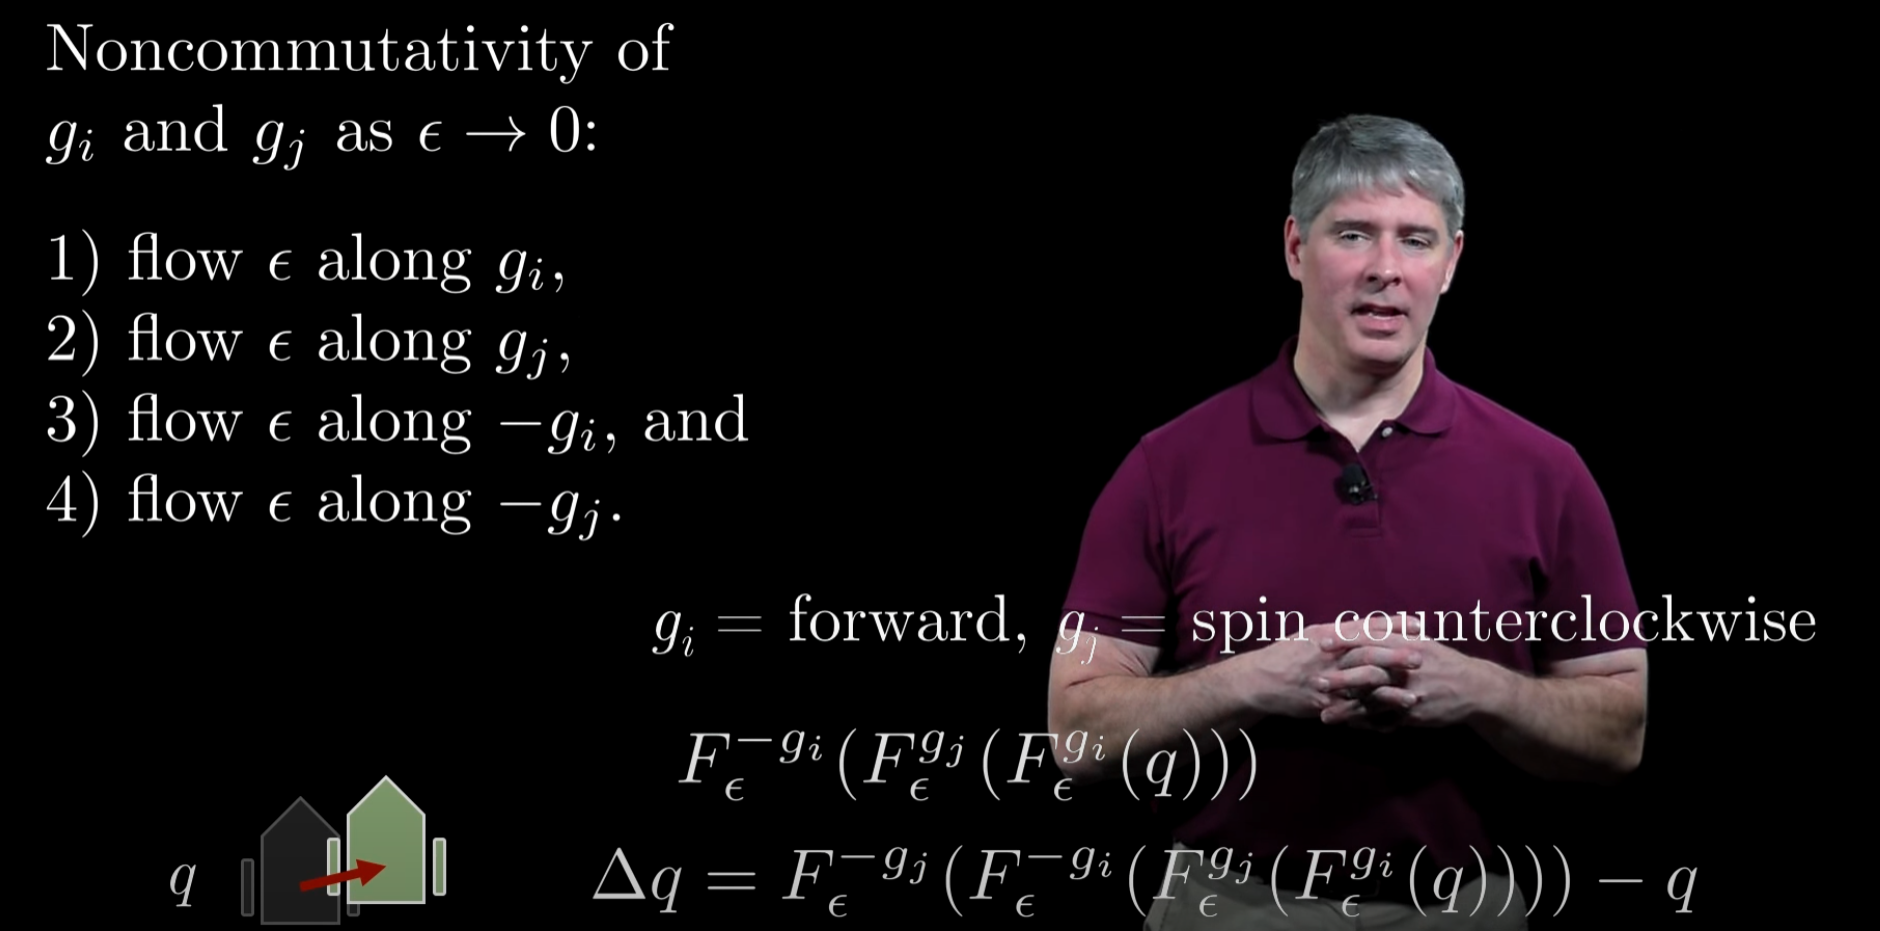 Noncommutativity of
g_i and g_j as ϵ → 0:
1) flow ϵ along g_i,
2) flow ϵ along g_j,
3) flow ϵ along −g_i, and
4) flow ϵ along −g_j.
g_i = forward, g_j = spin counterclockwise
F_ϵ^{−g_i}(F_ϵ^{g_j}(F_ϵ^{g_i}(q)))
q
Δq = F_ϵ^{−g_j}(F_ϵ^{−g_i}(F_ϵ^{g_j}(F_ϵ^{g_i}(q)))) − q